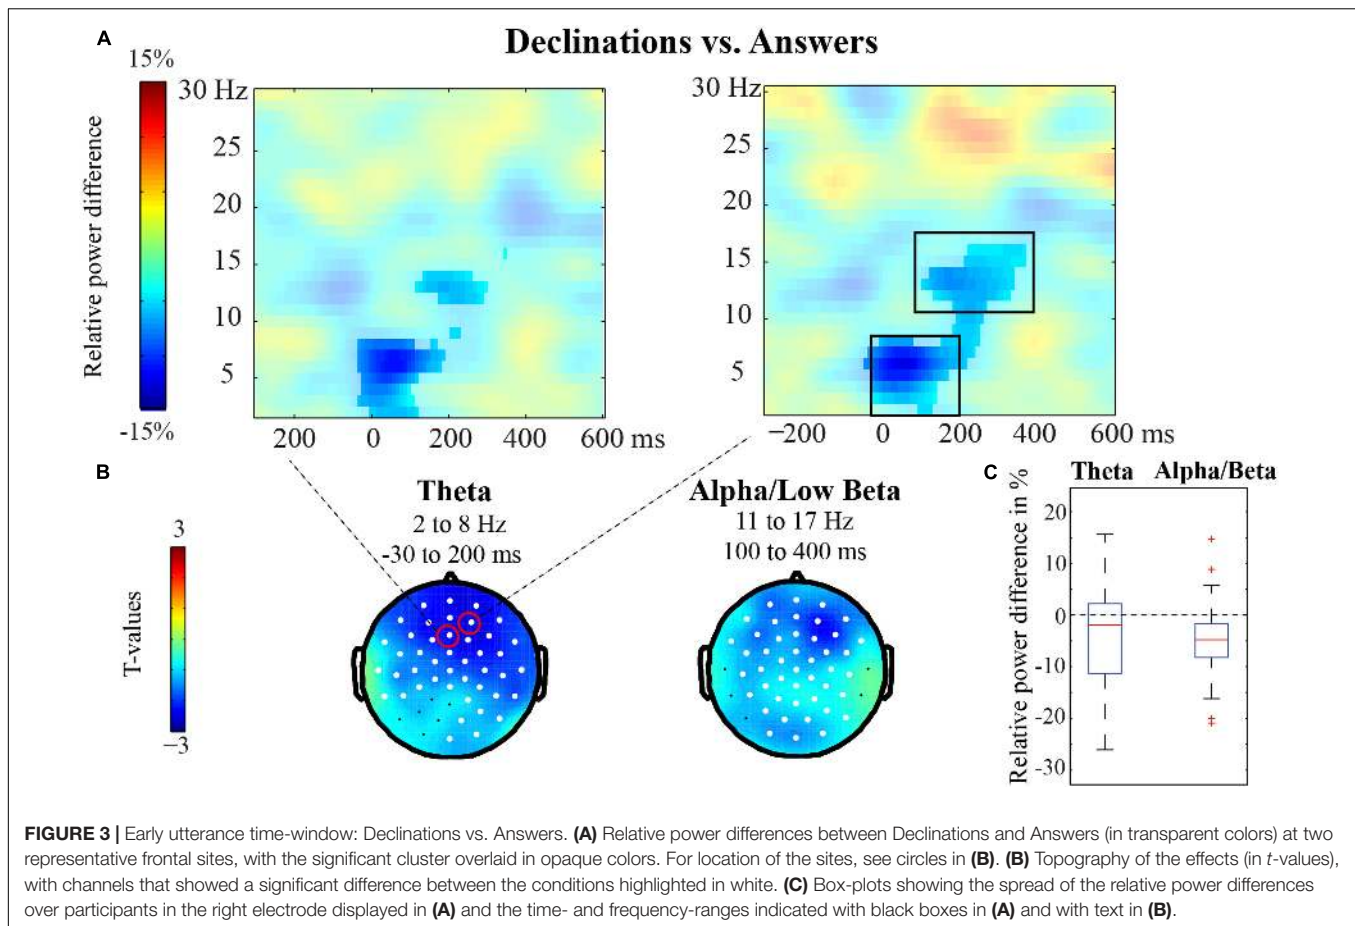 A
Declinations vs. Answers
15%
Relative power difference
-15%
30 Hz
25
20
15
10
5
200 0 200 400 600 ms
30 Hz
25
20
15
10
5
−200 0 200 400 600 ms
B
3
T-values
−3
Theta
2 to 8 Hz
-30 to 200 ms
Alpha/Low Beta
11 to 17 Hz
100 to 400 ms
C
Theta Alpha/Beta
Relative power difference in %
20
10
0
-10
-20
-30
FIGURE 3 | Early utterance time-window: Declinations vs. Answers. (A) Relative power differences between Declinations and Answers (in transparent colors) at two
representative frontal sites, with the significant cluster overlaid in opaque colors. For location of the sites, see circles in (B). (B) Topography of the effects (in t-values),
with channels that showed a significant difference between the conditions highlighted in white. (C) Box-plots showing the spread of the relative power differences
over participants in the right electrode displayed in (A) and the time- and frequency-ranges indicated with black boxes in (A) and with text in (B).